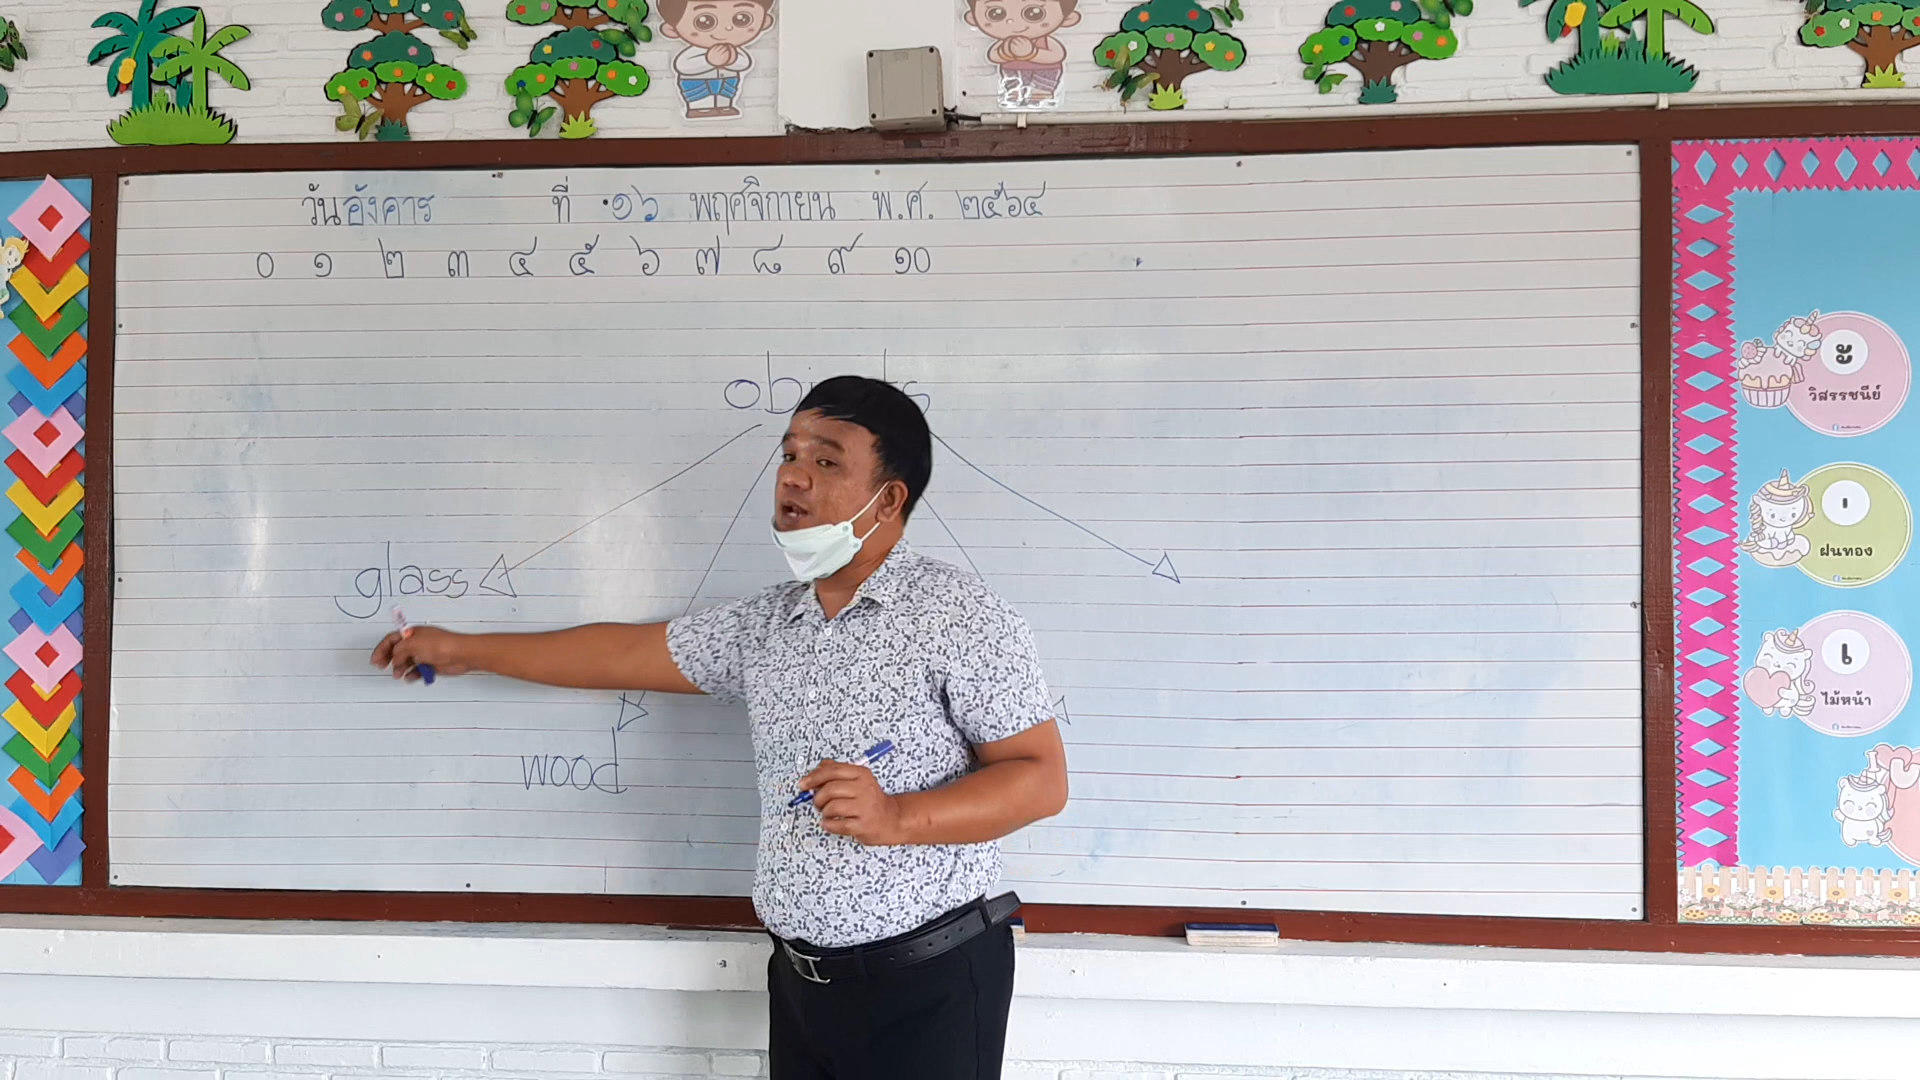 วันอังคาร ที่ ๑๖ พฤศจิกายน พ.ศ. ๒๕๖๔
๐ ๑ ๒ ๓ ๔ ๕ ๖ ๗ ๘ ๙ ๑๐
glass
wood
ะ
วิสรรชนีย์
ฝนทอง
เ
ไม้หน้า